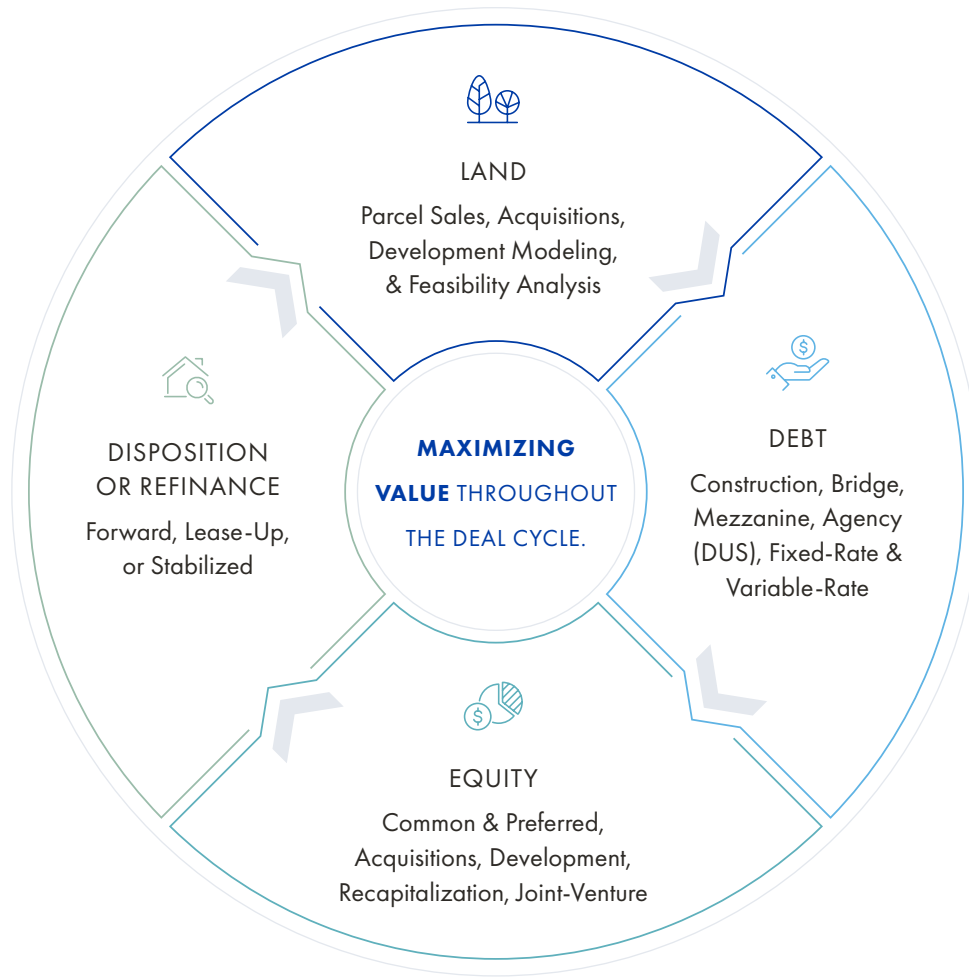 LAND
Parcel Sales, Acquisitions,
Development Modeling,
& Feasibility Analysis
$
DEBT
Construction, Bridge,
Mezzanine, Agency
(DUS), Fixed-Rate &
Variable-Rate
$
EQUITY
Common & Preferred,
Acquisitions, Development,
Recapitalization, Joint-Venture
DISPOSITION
OR REFINANCE
Forward, Lease-Up,
or Stabilized
MAXIMIZING
VALUE THROUGHOUT
THE DEAL CYCLE.